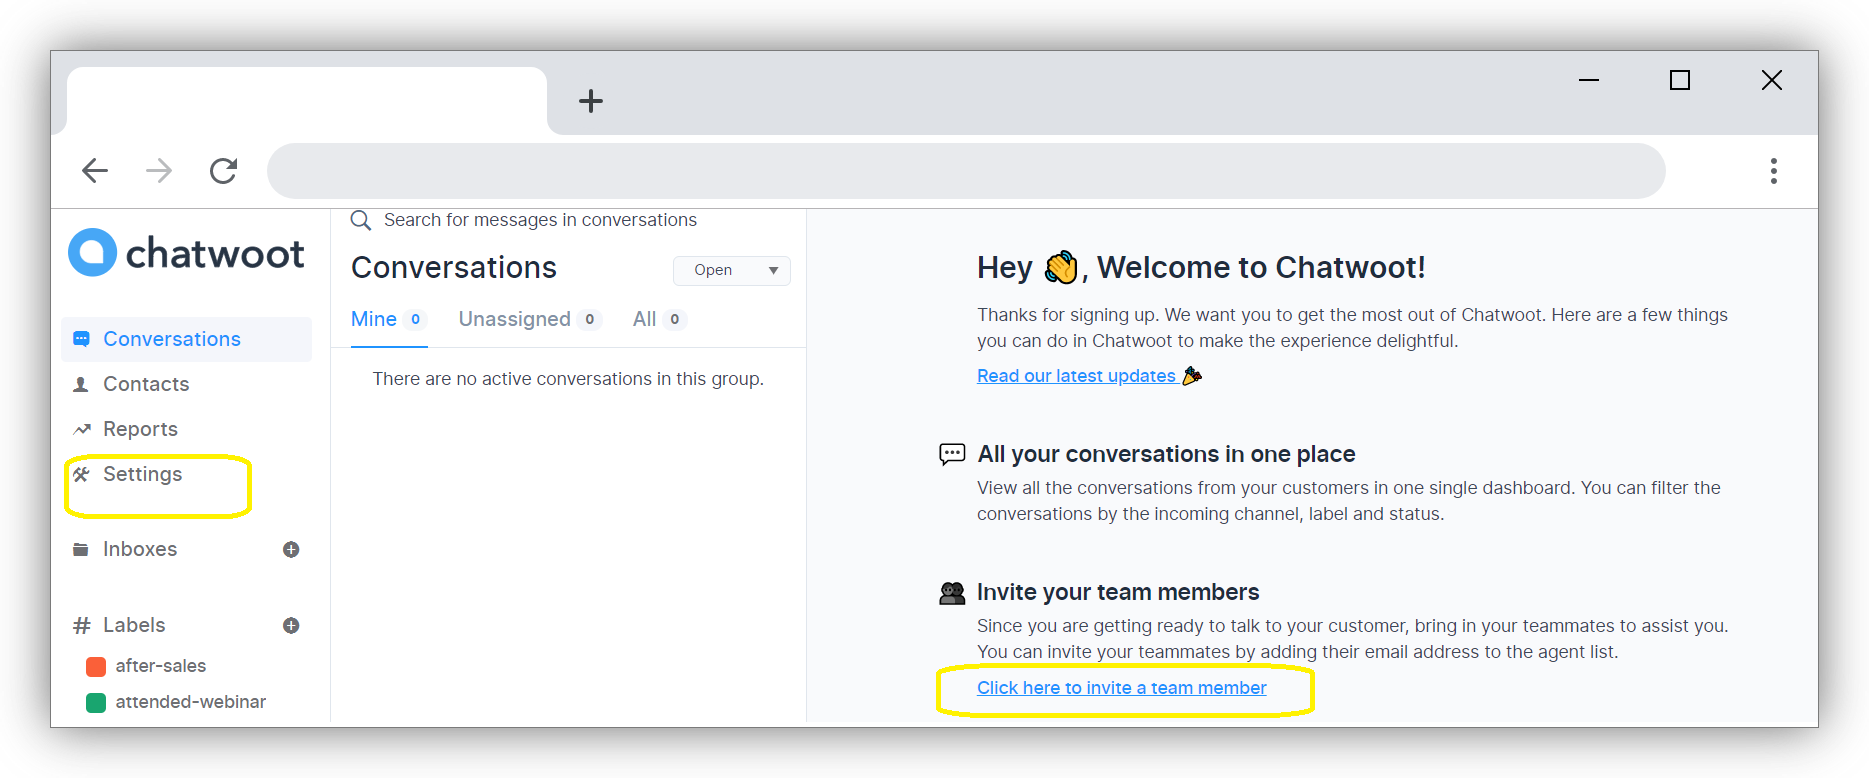 chatwoot
Conversations
Contacts
Reports
Settings
Inboxes
Labels
after-sales
attended-webinar
Search for messages in conversations
Conversations
Open
Mine 0 Unassigned 0 All 0
There are no active conversations in this group.
Hey 👋, Welcome to Chatwoot!
Thanks for signing up. We want you to get the most out of Chatwoot. Here are a few things
you can do in Chatwoot to make the experience delightful.
Read our latest updates 🎉
All your conversations in one place
View all the conversations from your customers in one single dashboard. You can filter the
conversations by the incoming channel, label and status.
Invite your team members
Since you are getting ready to talk to your customer, bring in your teammates to assist you.
You can invite your teammates by adding their email address to the agent list.
Click here to invite a team member